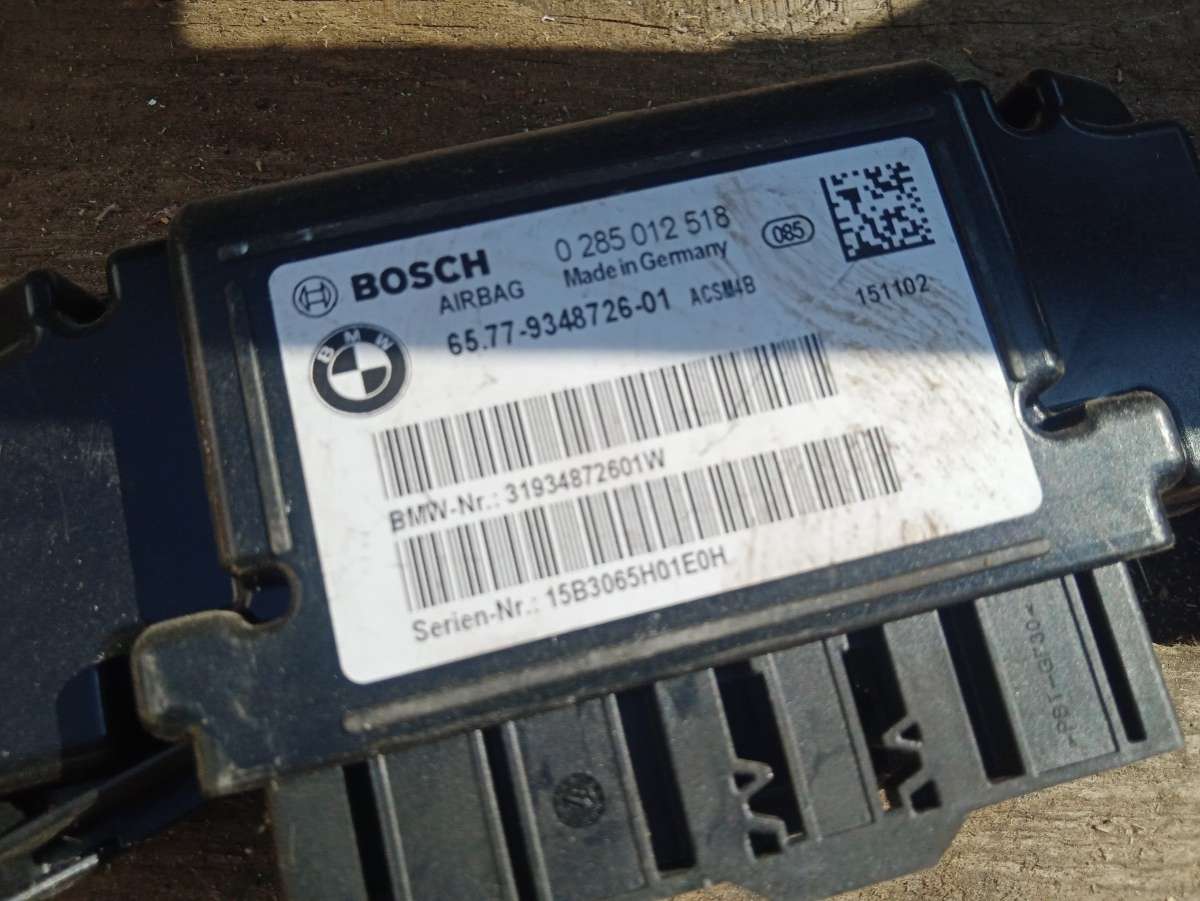 BOSCH 0 285 012 518 085
AIRBAG Made in Germany
BMW 65.77-9348726-01 ACSM4B 151102
BMW-Nr.: 31934872601W
Serien-Nr.: 15B3065H01E0H